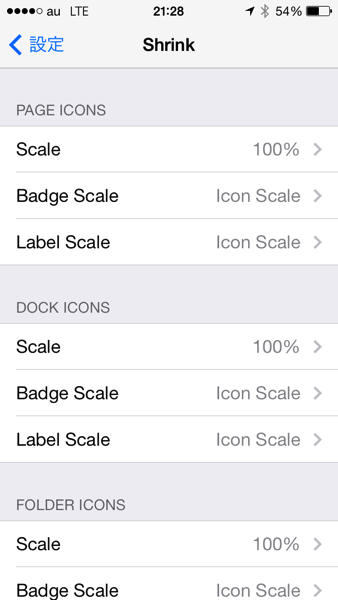 au LTE 21:28 54%
設定 Shrink
PAGE ICONS
Scale 100%
Badge Scale Icon Scale
Label Scale Icon Scale
DOCK ICONS
Scale 100%
Badge Scale Icon Scale
Label Scale Icon Scale
FOLDER ICONS
Scale 100%
Badge Scale Icon Scale